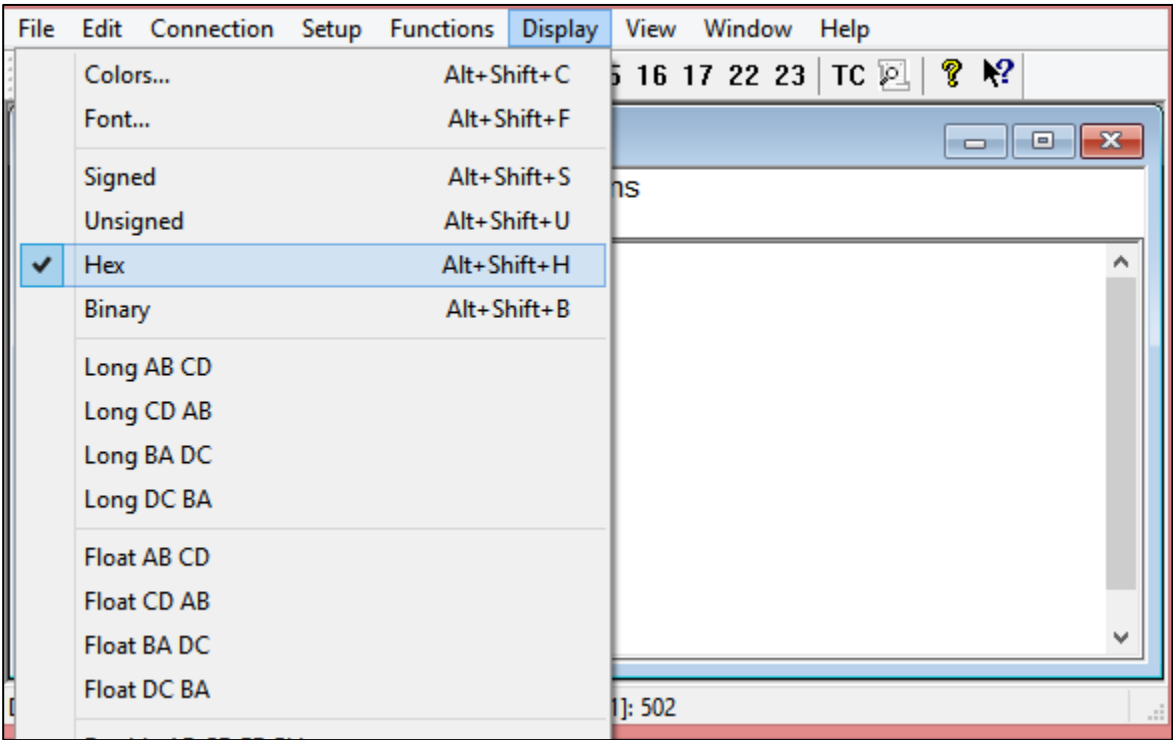 File Edit Connection Setup Functions Display View Window Help
Colors... Alt+Shift+C
16 17 22 23 TC
Font... Alt+Shift+F
Signed Alt+Shift+S
Unsigned Alt+Shift+U
Hex Alt+Shift+H
Binary Alt+Shift+B
Long AB CD
Long CD AB
Long BA DC
Long DC BA
Float AB CD
Float CD AB
Float BA DC
Float DC BA
1]: 502